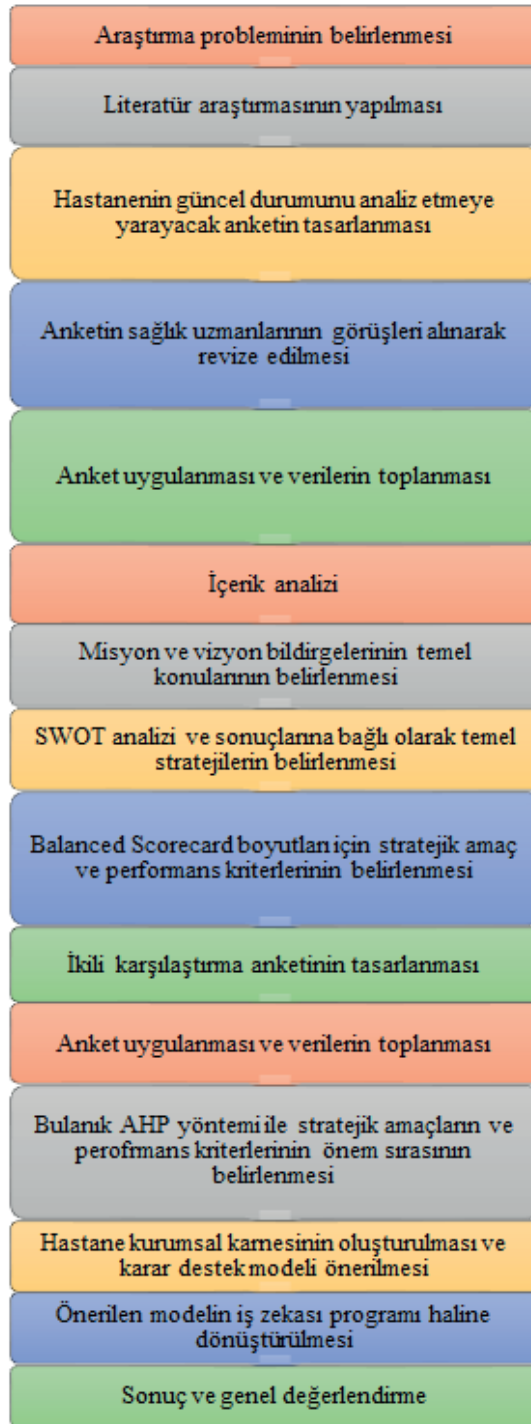 Araştırma probleminin belirlenmesi
Literatür araştırmasının yapılması
Hastanenin güncel durumunu analiz etmeye
yarayacak anketin tasarlanması
Anketin sağlık uzmanlarının görüşleri alınarak
revize edilmesi
Anket uygulanması ve verilerin toplanması
İçerik analizi
Misyon ve vizyon bildirgelerinin temel
konularının belirlenmesi
SWOT analizi ve sonuçlarına bağlı olarak temel
stratejilerin belirlenmesi
Balanced Scorecard boyutları için stratejik amaç
ve performans kriterlerinin belirlenmesi
İkili karşılaştırma anketinin tasarlanması
Anket uygulanması ve verilerin toplanması
Bulanık AHP yöntemi ile stratejik amaçların ve
perofrmans kriterlerinin önem sırasının
belirlenmesi
Hastane kurumsal karnesinin oluşturulması ve
karar destek modeli önerilmesi
Önerilen modelin iş zekası programı haline
dönüştürülmesi
Sonuç ve genel değerlendirme